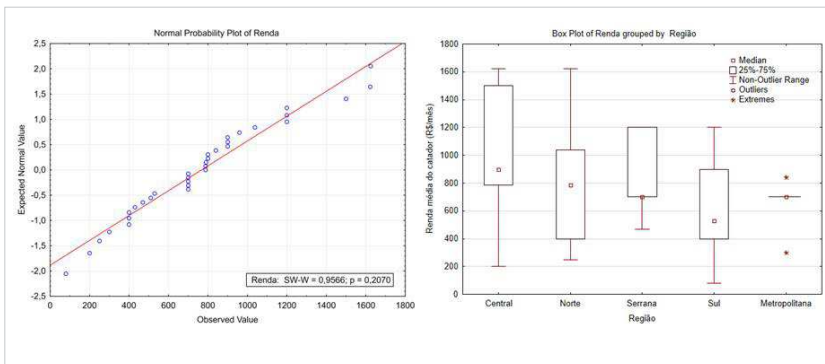 Normal Probability Plot of Renda
2,5
2,0
1,5
1,0
0,5
0,0
-0,5
-1,0
-1,5
-2,0
-2,5
Expected Normal Value
Renda: SW-W = 0,9566; p = 0,2070
0 200 400 600 800 1000 1200 1400 1600 1800
Observed Value
Box Plot of Renda grouped by Região
1800
1600
1400
1200
1000
800
600
400
200
0
Renda média do catador (R$/mês)
Median
25%-75%
Non-Outlier Range
Outliers
Extremes
Central Norte Serrana Sul Metropolitana
Região